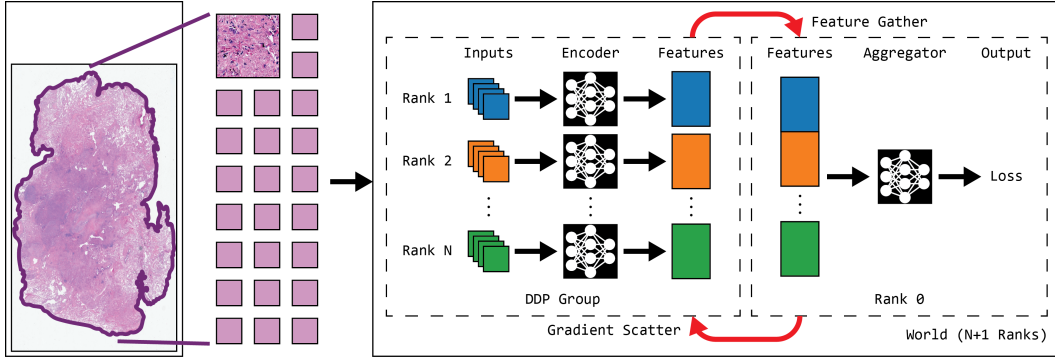 Feature Gather
Inputs Encoder Features
Features Aggregator Output
Rank 1
Rank 2
Loss
Rank N
DDP Group
Rank 0
Gradient Scatter
World (N+1 Ranks)